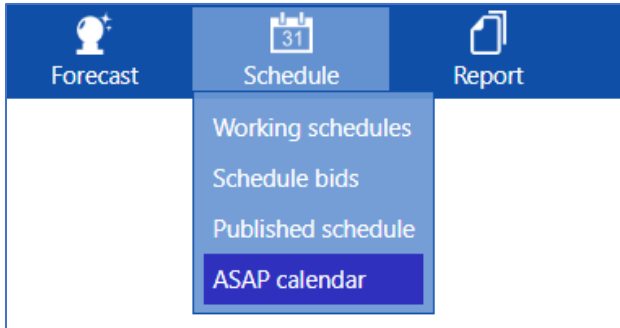 31
Forecast Schedule Report
Working schedules
Schedule bids
Published schedule
ASAP calendar